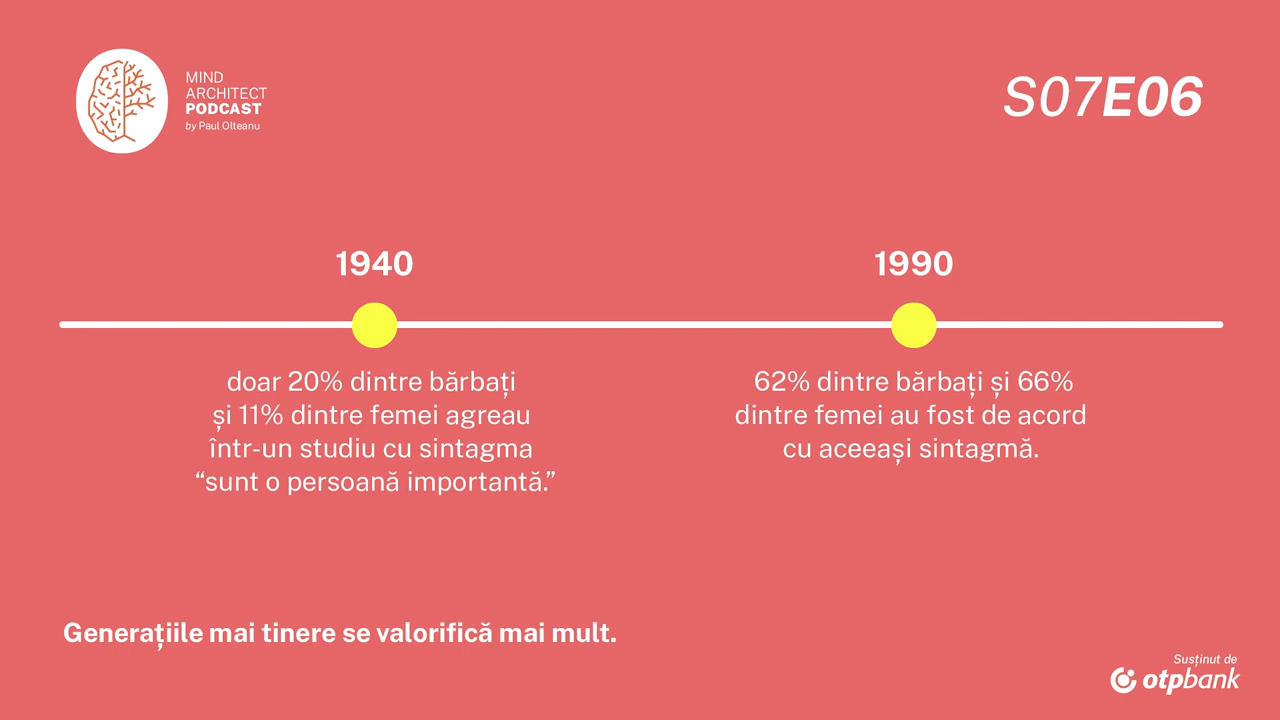 MIND
ARCHITECT
PODCAST
by Paul Olteanu
S07E06
1940
doar 20% dintre bărbați
și 11% dintre femei agreau
într-un studiu cu sintagma
“sunt o persoană importantă.”
1990
62% dintre bărbați și 66%
dintre femei au fost de acord
cu aceeași sintagmă.
Generațiile mai tinere se valorifică mai mult.
Susținut de
otpbank